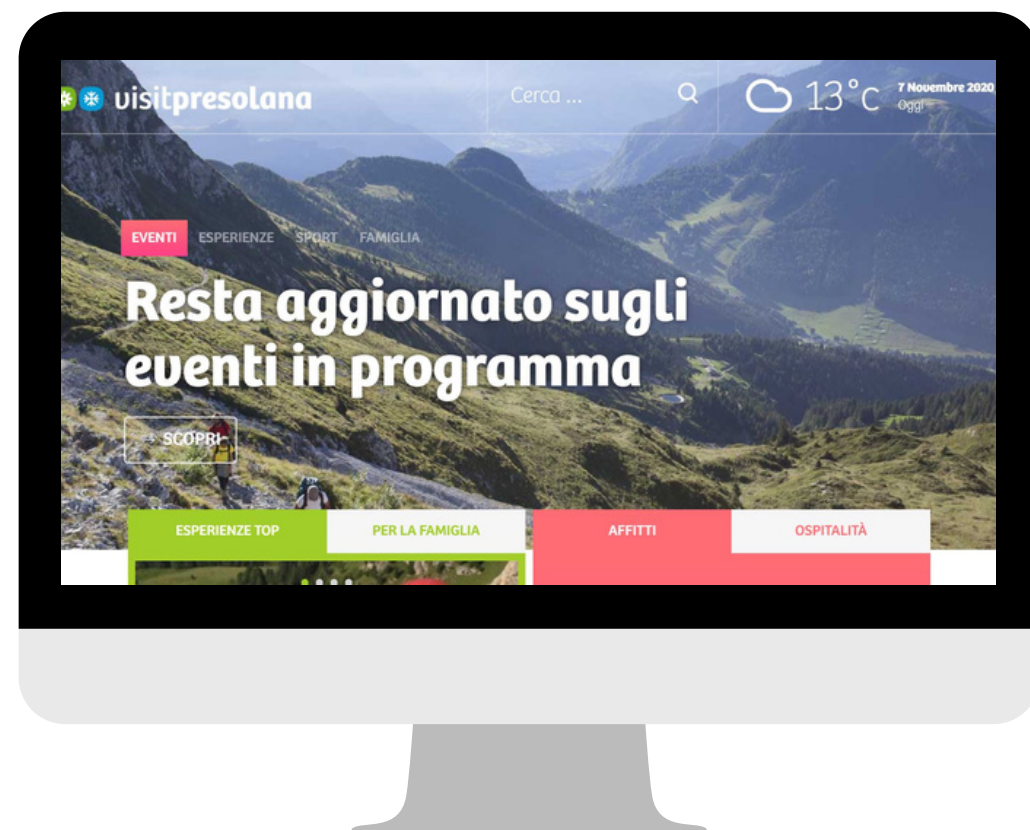 visitpresolana
Cerca ...
13°C
7 Novembre 2020
Oggi
EVENTI ESPERIENZE SPORT FAMIGLIA
Resta aggiornato sugli
eventi in programma
→ SCOPRI
ESPERIENZE TOP PER LA FAMIGLIA AFFITTI OSPITALITÀ